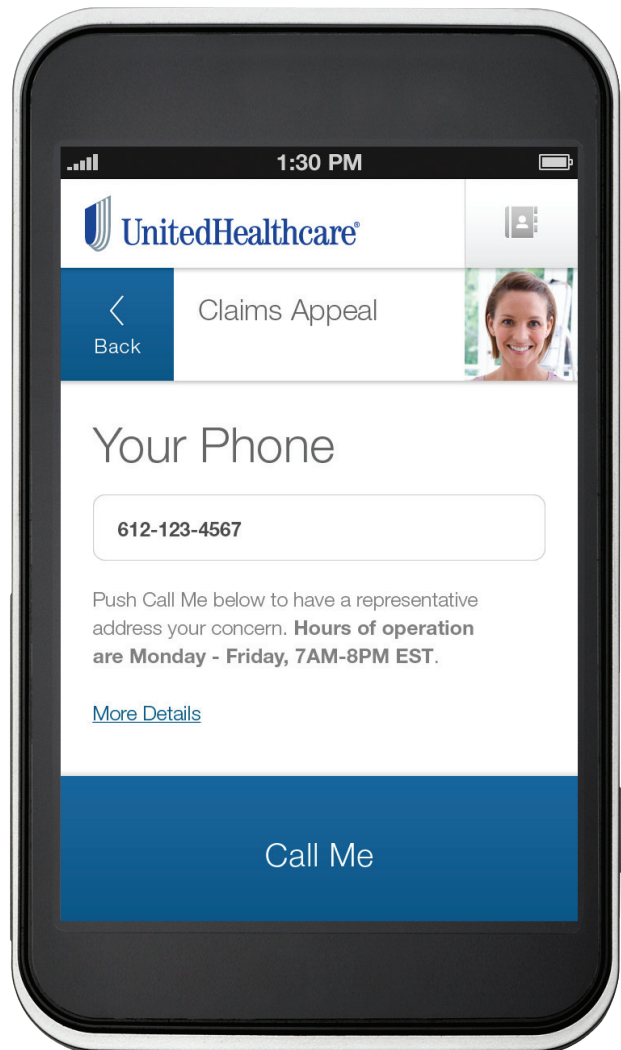 1:30 PM
UnitedHealthcare®
Claims Appeal
Back
Your Phone
612-123-4567
Push Call Me below to have a representative
address your concern. Hours of operation
are Monday - Friday, 7AM-8PM EST.
More Details
Call Me